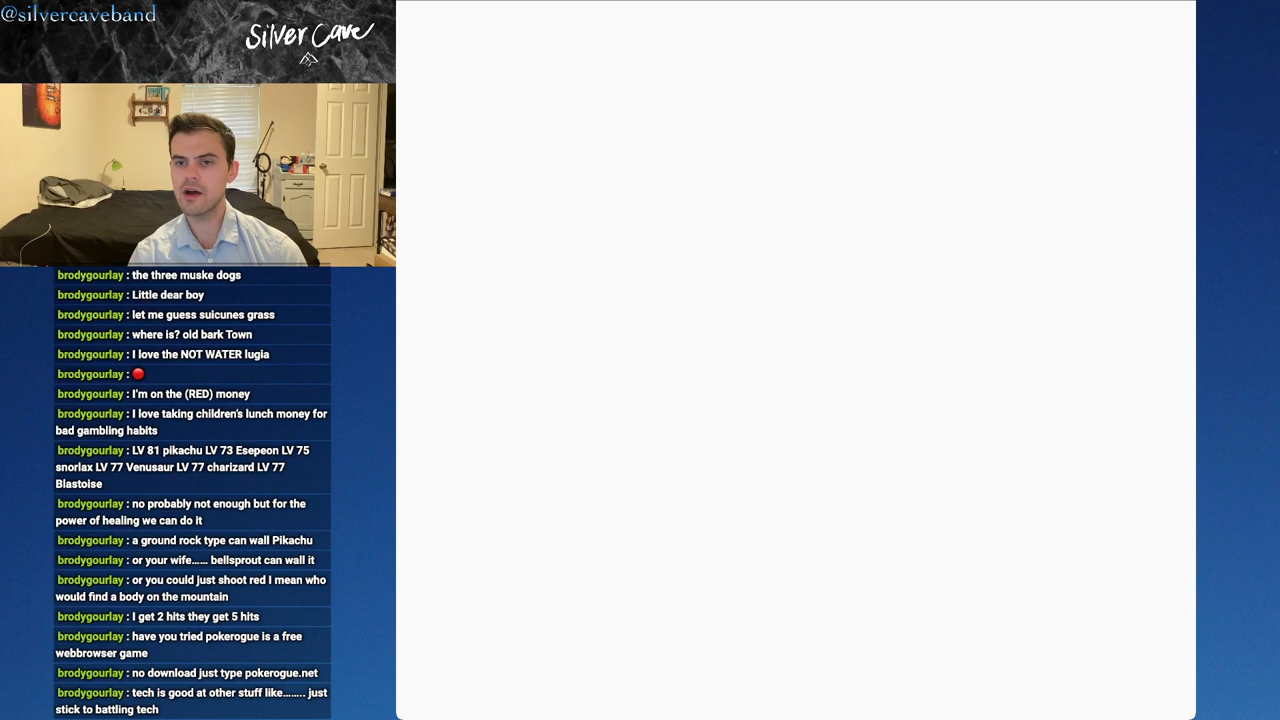 @silvercaveband
Silver Cave
brodygourlay : the three muske dogs
brodygourlay : Little dear boy
brodygourlay : let me guess suicunes grass
brodygourlay : where is? old bark Town
brodygourlay : I love the NOT WATER lugia
brodygourlay : 🔴
brodygourlay : I'm on the (RED) money
brodygourlay : I love taking children's lunch money for
bad gambling habits
brodygourlay : LV 81 pikachu LV 73 Esepeon LV 75
snorlax LV 77 Venusaur LV 77 charizard LV 77
Blastoise
brodygourlay : no probably not enough but for the
power of healing we can do it
brodygourlay : a ground rock type can wall Pikachu
brodygourlay : or your wife...... bellsprout can wall it
brodygourlay : or you could just shoot red I mean who
would find a body on the mountain
brodygourlay : I get 2 hits they get 5 hits
brodygourlay : have you tried pokerogue is a free
webbrowser game
brodygourlay : no download just type pokerogue.net
brodygourlay : tech is good at other stuff like........ just
stick to battling tech